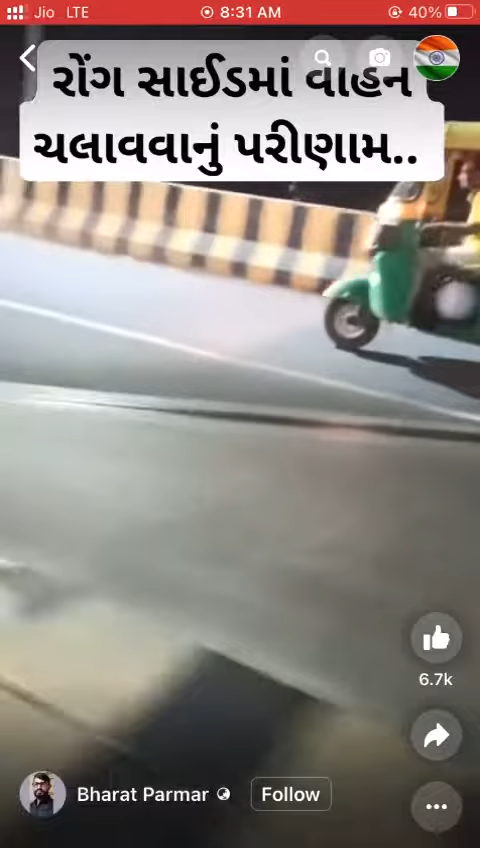 Jio LTE 8:31 AM 40%
રોંગ સાઈડમાં વાહન
ચલાવવાનું પરીણામ..
6.7k
Bharat Parmar Follow